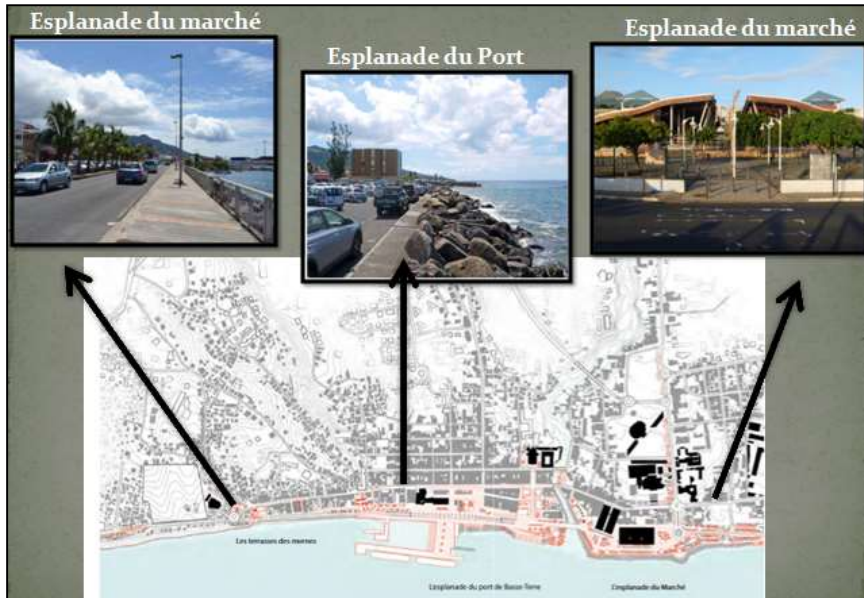 Esplanade du marché
Esplanade du Port
Esplanade du marché
Les terrasses des mornes
L'esplanade du port de Basse-Terre
L'esplanade du Marché